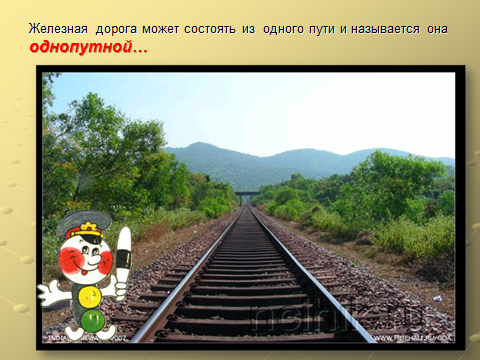 Железная дорога может состоять из одного пути и называется она
однопутной...